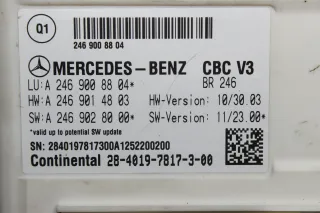 Q1
246 900 88 04
MERCEDES-BENZ CBC V3
LU: A 246 900 88 04* BR 246
HW: A 246 901 48 03 HW-Version: 10/30.03
SW: A 246 902 80 00* SW-Version: 11/23.00*
*valid up to potential SW update
SN: 2840197817300A1252200200
Continental 28-4019-7817-3-00